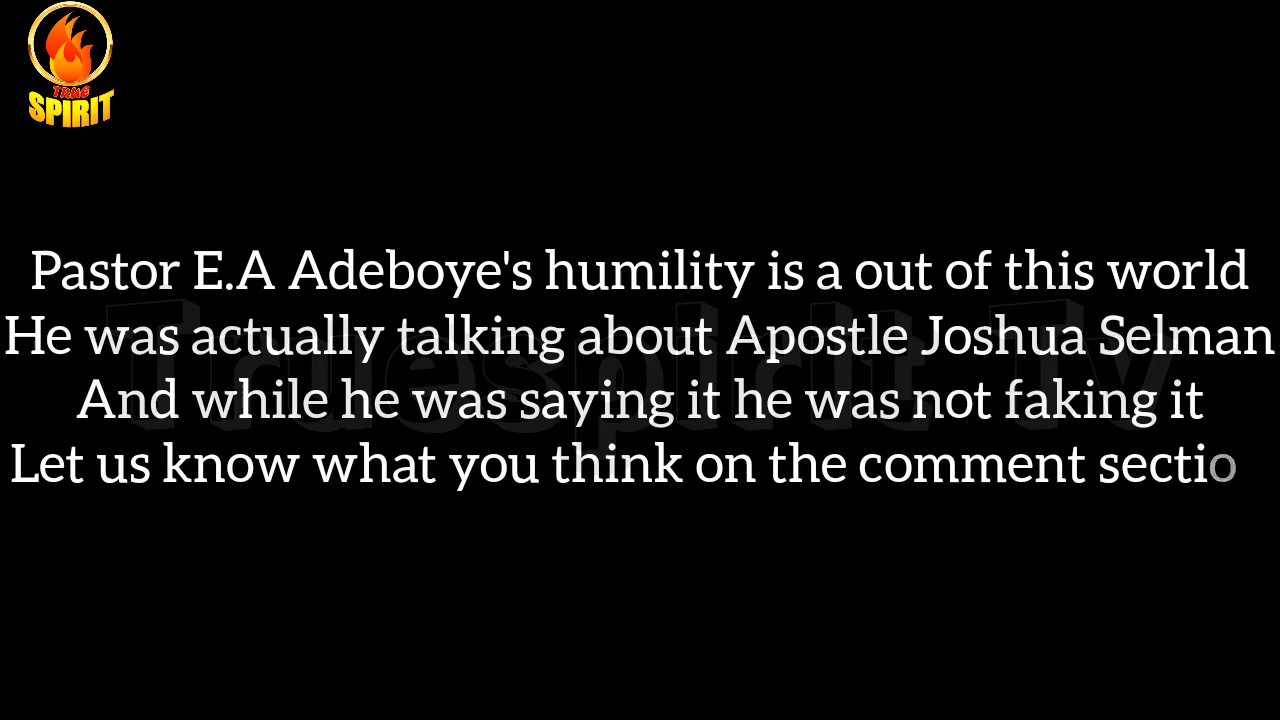 TRUE
SPIRIT
Pastor E.A Adeboye's humility is a out of this world
He was actually talking about Apostle Joshua Selman
And while he was saying it he was not faking it
Let us know what you think on the comment sectio
Truespirit Tv